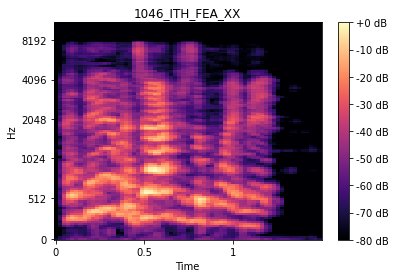 1046_ITH_FEA_XX
8192
4096
2048
1024
512
0
Hz
0
0.5
1
Time
+0 dB
-10 dB
-20 dB
-30 dB
-40 dB
-50 dB
-60 dB
-70 dB
-80 dB